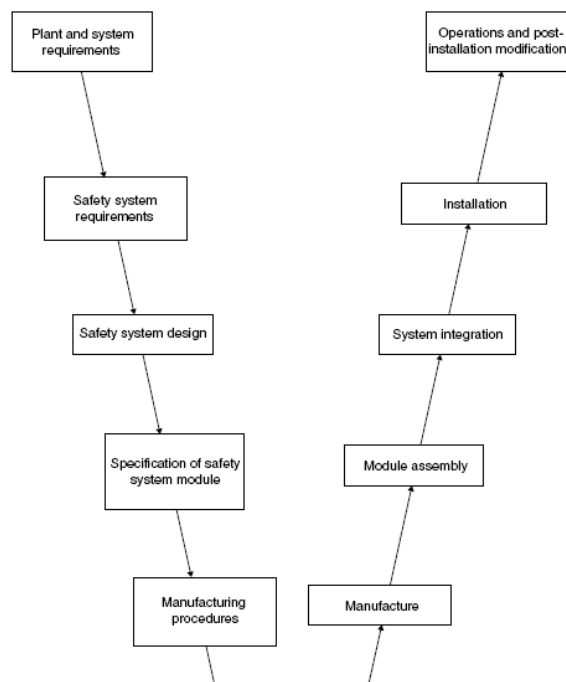 Plant and system
requirements
Safety system
requirements
Safety system design
Specification of safety
system module
Manufacturing
procedures
Operations and post-
installation modification
Installation
System integration
Module assembly
Manufacture